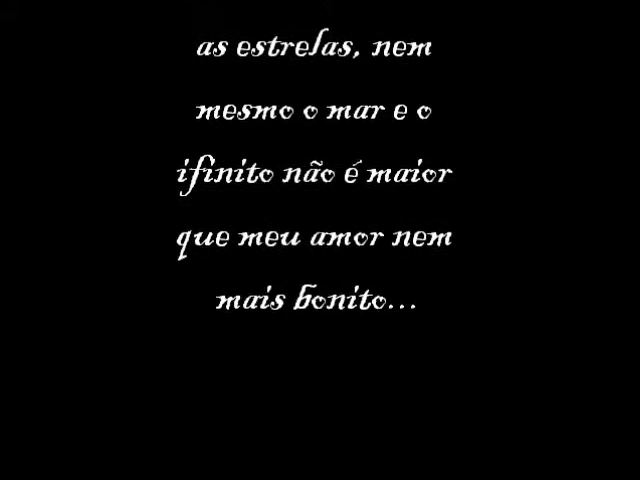 as estrelas, nem
mesmo o mar e o
ifinito não é maior
que meu amor nem
mais bonito...